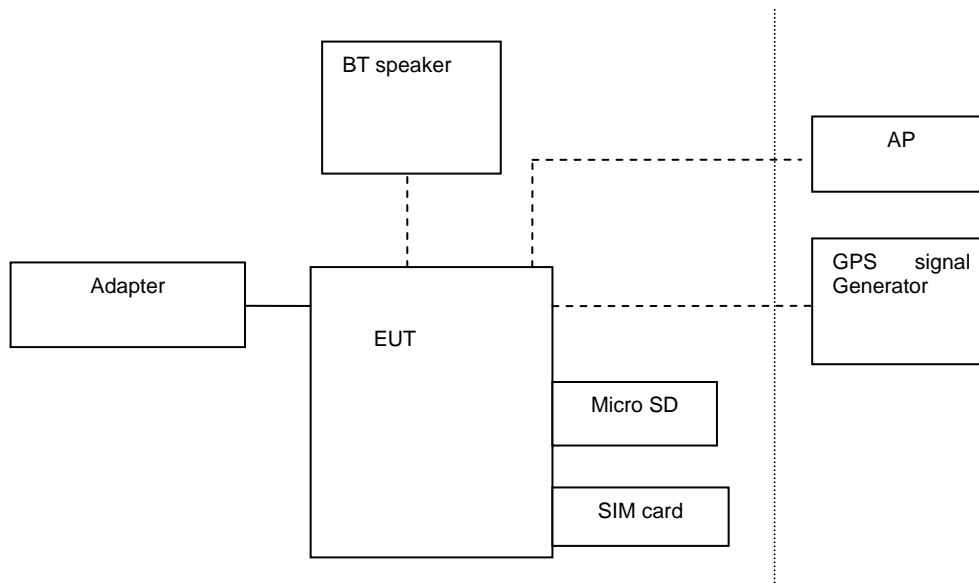 BT speaker
AP
Adapter
GPS signal
Generator
EUT
Micro SD
SIM card